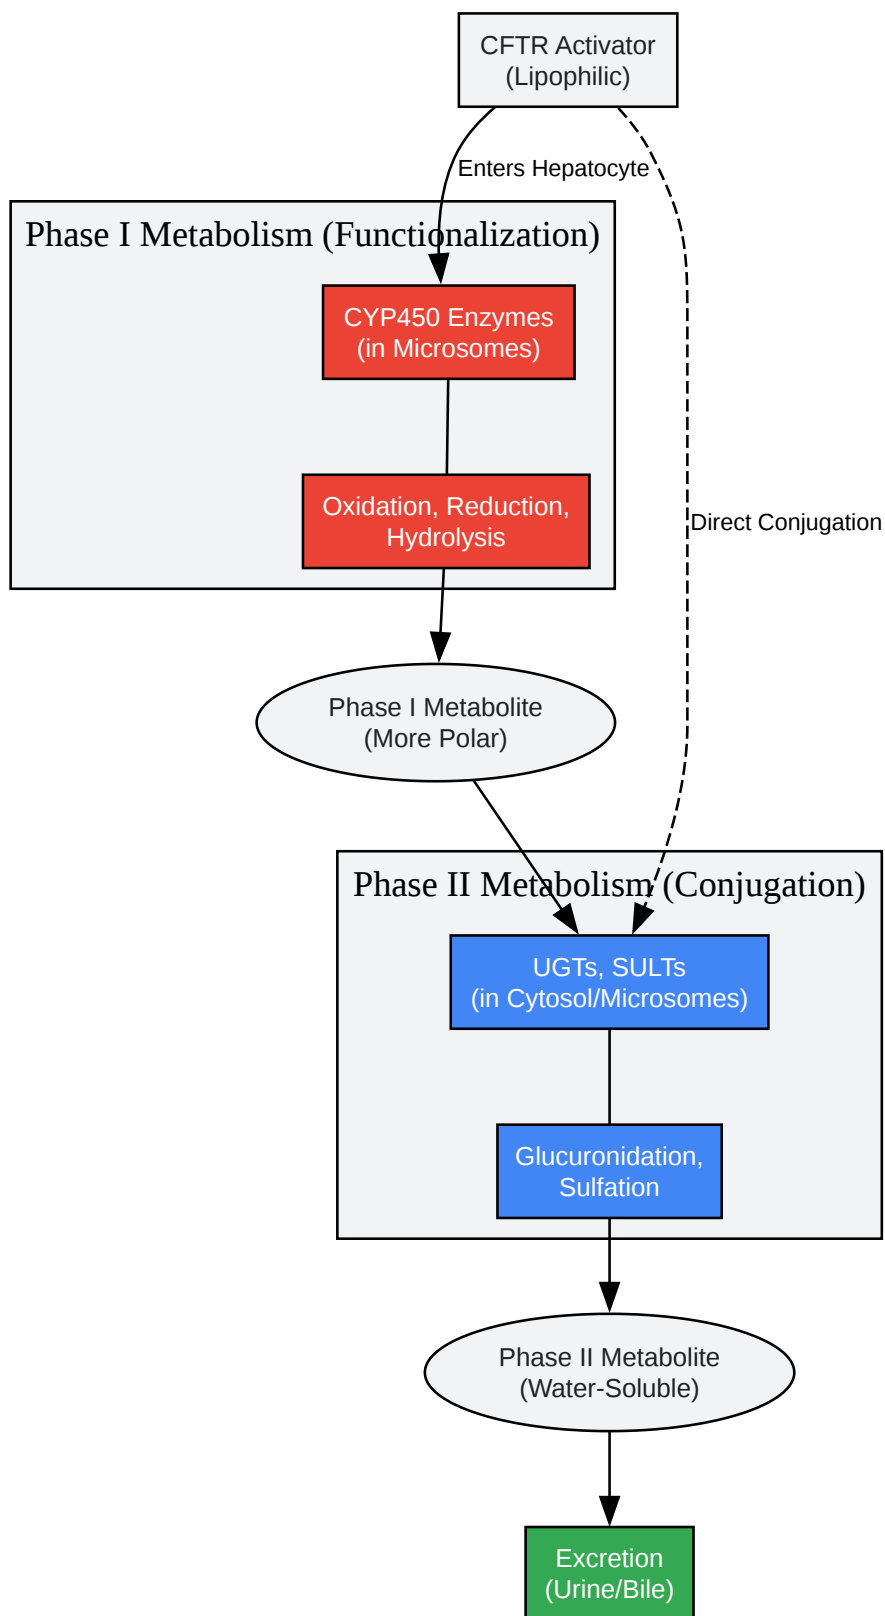 CFTR Activator
(Lipophilic)
Enters Hepatocyte
Phase I Metabolism (Functionalization)
CYP450 Enzymes
(in Microsomes)
Oxidation, Reduction,
Hydrolysis
Direct Conjugation
Phase I Metabolite
(More Polar)
Phase II Metabolism (Conjugation)
UGTs, SULTs
(in Cytosol/Microsomes)
Glucuronidation,
Sulfation
Phase II Metabolite
(Water-Soluble)
Excretion
(Urine/Bile)